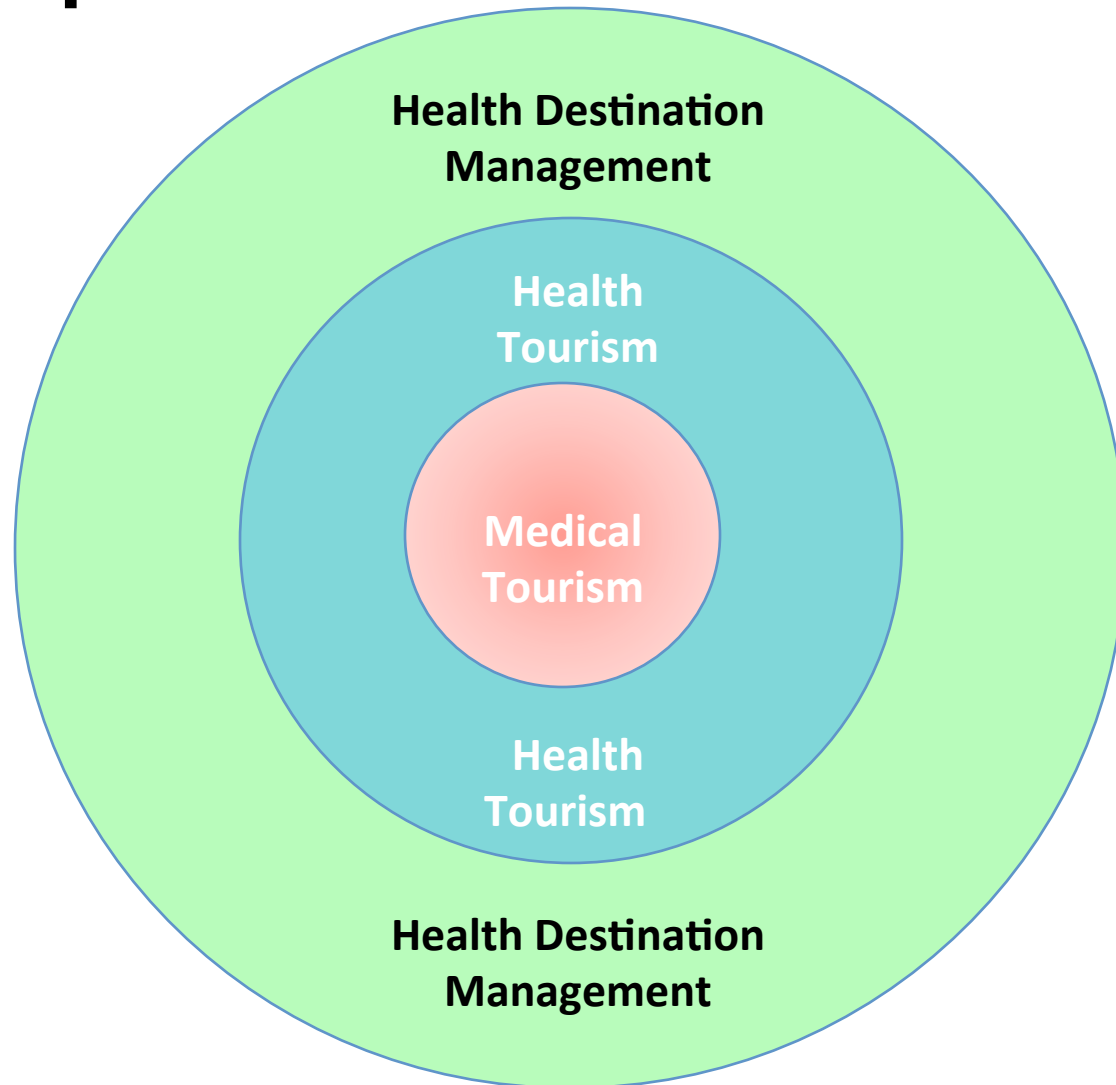 Health Destination
Management
Health
Tourism
Medical
Tourism
Health
Tourism
Health Destination
Management